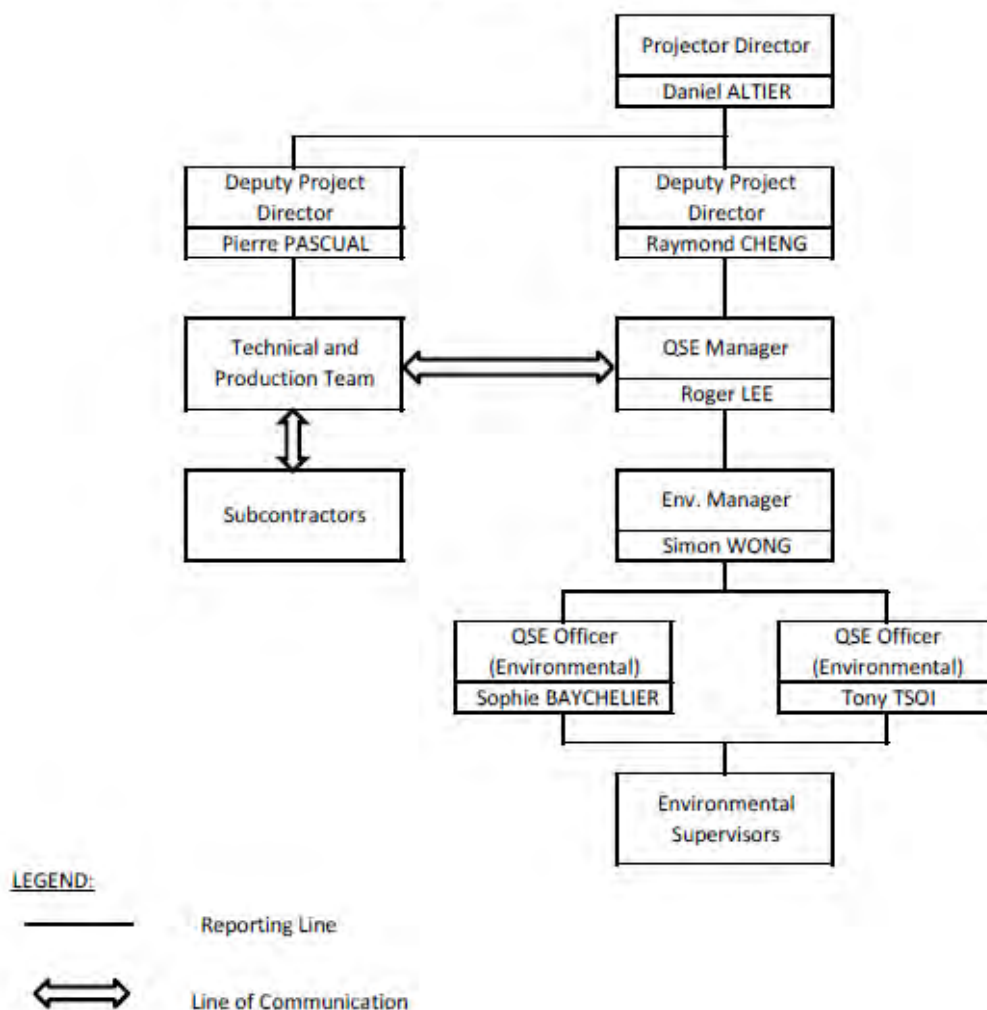 Projector Director
Daniel ALTIER
Deputy Project
Director
Pierre PASCUAL
Deputy Project
Director
Raymond CHENG
Technical and
Production Team
QSE Manager
Roger LEE
Subcontractors
Env. Manager
Simon WONG
QSE Officer
(Environmental)
Sophie BAYCHELIER
QSE Officer
(Environmental)
Tony TSOI
Environmental
Supervisors
LEGEND:
Reporting Line
Line of Communication